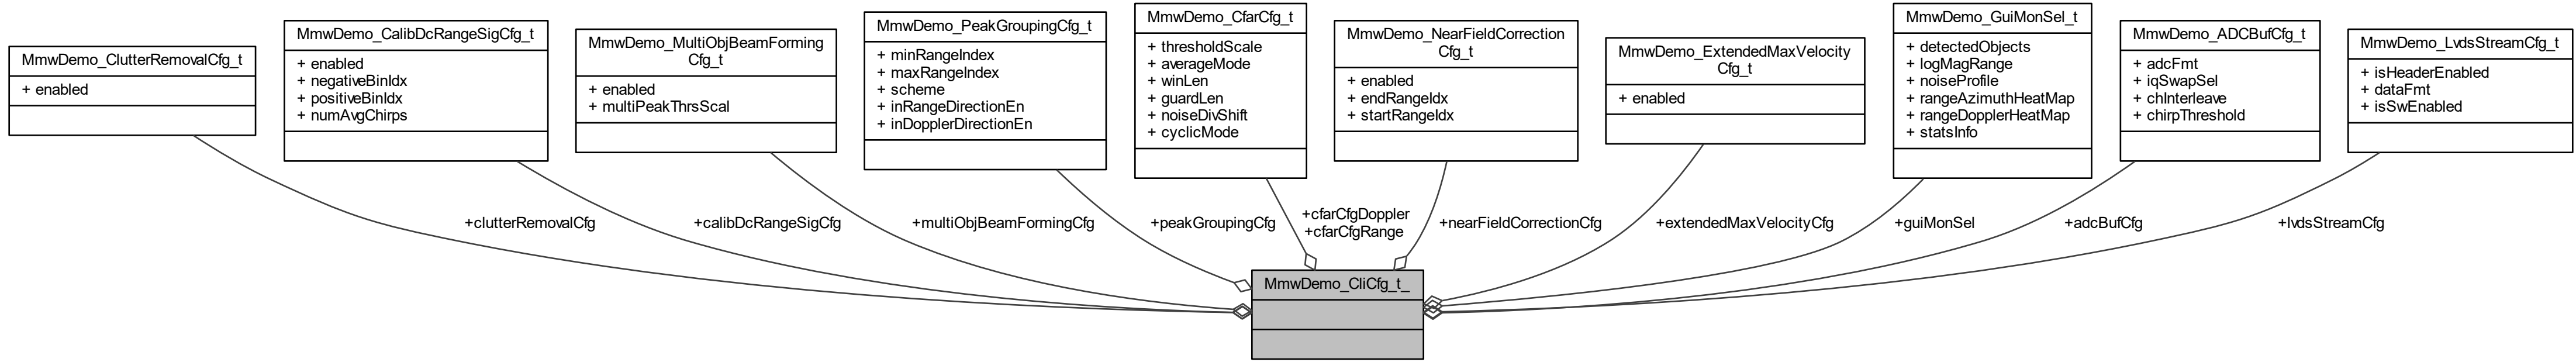 MmwDemo_ClutterRemovalCfg_t
+ enabled
MmwDemo_CalibDcRangeSigCfg_t
+ enabled
+ negativeBinIdx
+ positiveBinIdx
+ numAvgChirps
MmwDemo_MultiObjBeamForming
Cfg_t
+ enabled
+ multiPeakThrsScal
MmwDemo_PeakGroupingCfg_t
+ minRangeIndex
+ maxRangeIndex
+ scheme
+ inRangeDirectionEn
+ inDopplerDirectionEn
MmwDemo_CfarCfg_t
+ thresholdScale
+ averageMode
+ winLen
+ guardLen
+ noiseDivShift
+ cyclicMode
MmwDemo_NearFieldCorrection
Cfg_t
+ enabled
+ endRangeIdx
+ startRangeIdx
MmwDemo_ExtendedMaxVelocity
Cfg_t
+ enabled
MmwDemo_GuiMonSel_t
+ detectedObjects
+ logMagRange
+ noiseProfile
+ rangeAzimuthHeatMap
+ rangeDopplerHeatMap
+ statsInfo
MmwDemo_ADCBufCfg_t
+ adcFmt
+ iqSwapSel
+ chInterleave
+ chirpThreshold
MmwDemo_LvdsStreamCfg_t
+ isHeaderEnabled
+ dataFmt
+ isSwEnabled
+clutterRemovalCfg
+calibDcRangeSigCfg
+multiObjBeamFormingCfg
+peakGroupingCfg
+cfarCfgDoppler
+cfarCfgRange
+nearFieldCorrectionCfg
+extendedMaxVelocityCfg
+guiMonSel
+adcBufCfg
+lvdsStreamCfg
MmwDemo_CliCfg_t_